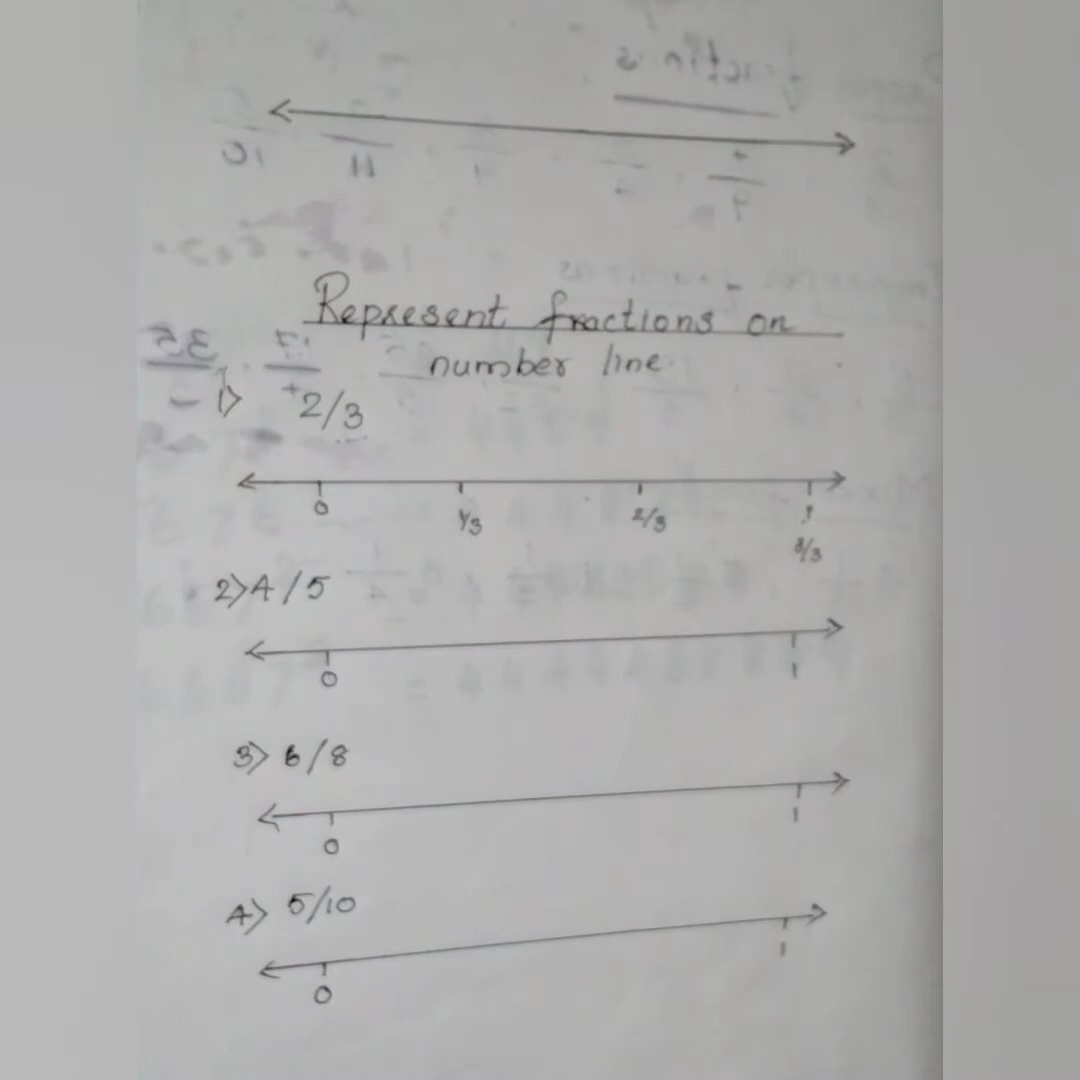 Represent fractions on
number line
1> 2/3
0 1/3 2/3 1
3/3
2> 4/5
0 1
3> 6/8
0 1
4> 5/10
0 1